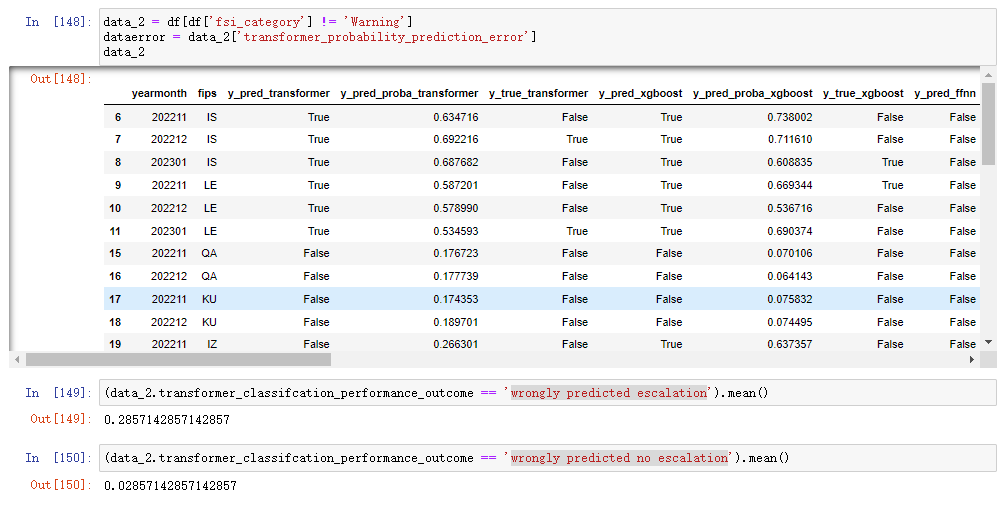 In [148]: data_2 = df[df['fsi_category'] != 'Warning']
dataerror = data_2['transformer_probability_prediction_error']
data_2
Out[148]:
yearmonth fips y_pred_transformer y_pred_proba_transformer y_true_transformer y_pred_xgboost y_pred_proba_xgboost y_true_xgboost y_pred_ffnn
6 202211 IS True 0.634716 False True 0.738002 False False
7 202212 IS True 0.692216 True True 0.711610 False False
8 202301 IS True 0.687682 False True 0.608835 True False
9 202211 LE True 0.587201 False True 0.669344 True False
10 202212 LE True 0.578990 False True 0.536716 False False
11 202301 LE True 0.534593 True True 0.690374 False False
15 202211 QA False 0.176723 False False 0.070106 False False
16 202212 QA False 0.177739 False False 0.064143 False False
17 202211 KU False 0.174353 False False 0.075832 False False
18 202212 KU False 0.189701 False False 0.074495 False False
19 202211 IZ False 0.266301 False True 0.637357 False False
In [149]: (data_2.transformer_classifcation_performance_outcome == 'wrongly predicted escalation').mean()
Out[149]: 0.2857142857142857
In [150]: (data_2.transformer_classifcation_performance_outcome == 'wrongly predicted no escalation').mean()
Out[150]: 0.02857142857142857